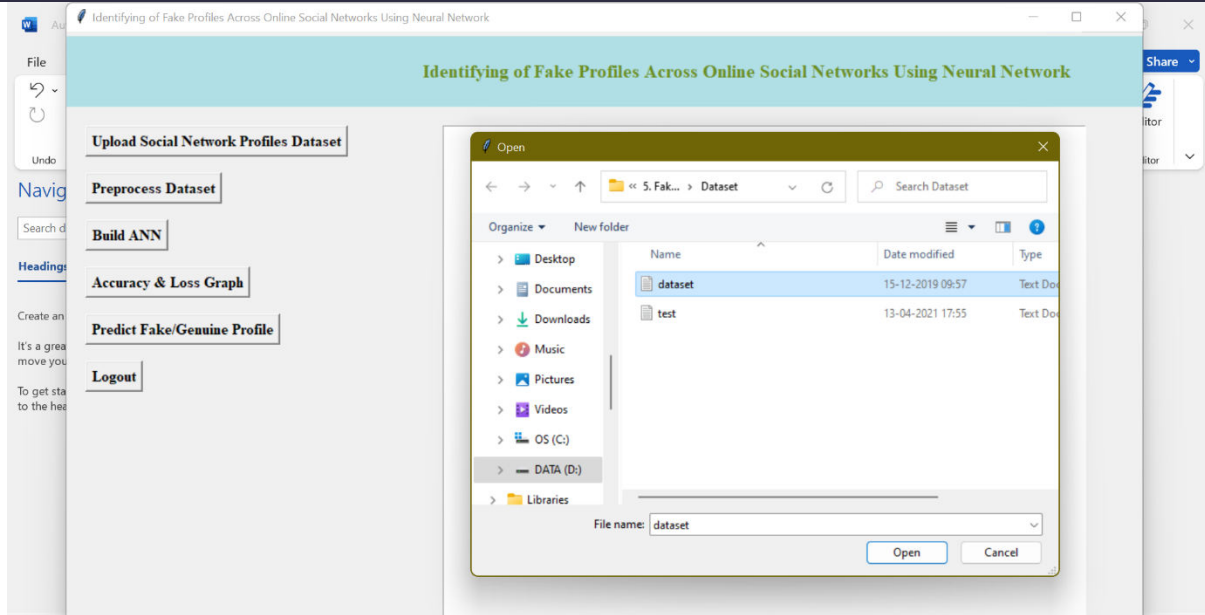 Identifying of Fake Profiles Across Online Social Networks Using Neural Network
Au
File
Share
Undo
itor
itor
Identifying of Fake Profiles Across Online Social Networks Using Neural Network
Navig
Search d
Headings
Create an
It's a grea
move you
To get sta
to the hea
Upload Social Network Profiles Dataset
Preprocess Dataset
Build ANN
Accuracy & Loss Graph
Predict Fake/Genuine Profile
Logout
Open
« 5. Fak... > Dataset
Search Dataset
Organize
New folder
Name Date modified Type
Desktop
Documents
Downloads
Music
Pictures
Videos
OS (C:)
DATA (D:)
Libraries
dataset 15-12-2019 09:57 Text Do
test 13-04-2021 17:55 Text Do
File name: dataset
Open Cancel